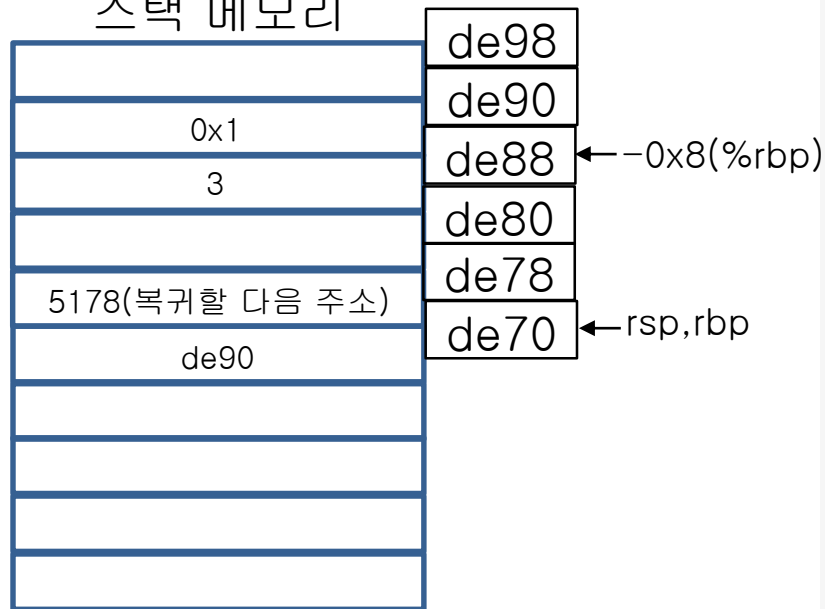 스택 메모리
de98
de90
0x1
de88
-0x8(%rbp)
3
de80
de78
5178(복귀할 다음 주소)
de70
rsp,rbp
de90